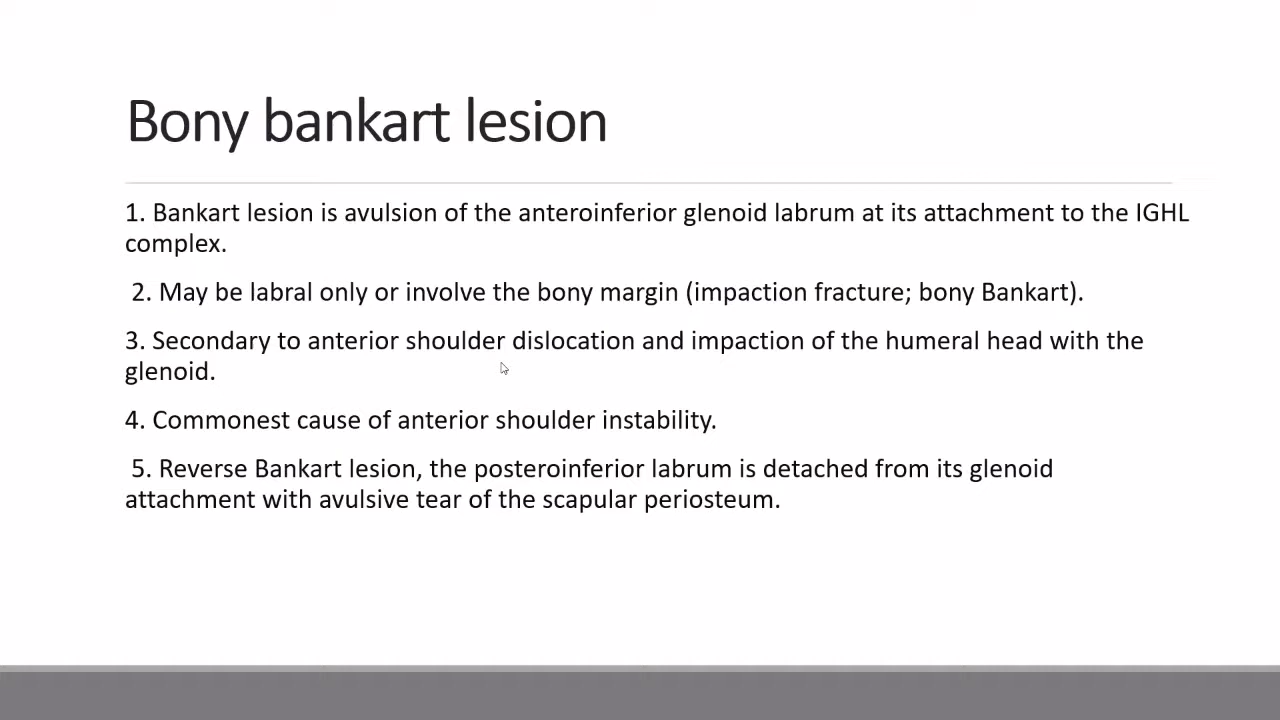 Bony bankart lesion
1. Bankart lesion is avulsion of the anteroinferior glenoid labrum at its attachment to the IGHL
complex.
2. May be labral only or involve the bony margin (impaction fracture; bony Bankart).
3. Secondary to anterior shoulder dislocation and impaction of the humeral head with the
glenoid.
4. Commonest cause of anterior shoulder instability.
5. Reverse Bankart lesion, the posteroinferior labrum is detached from its glenoid
attachment with avulsive tear of the scapular periosteum.